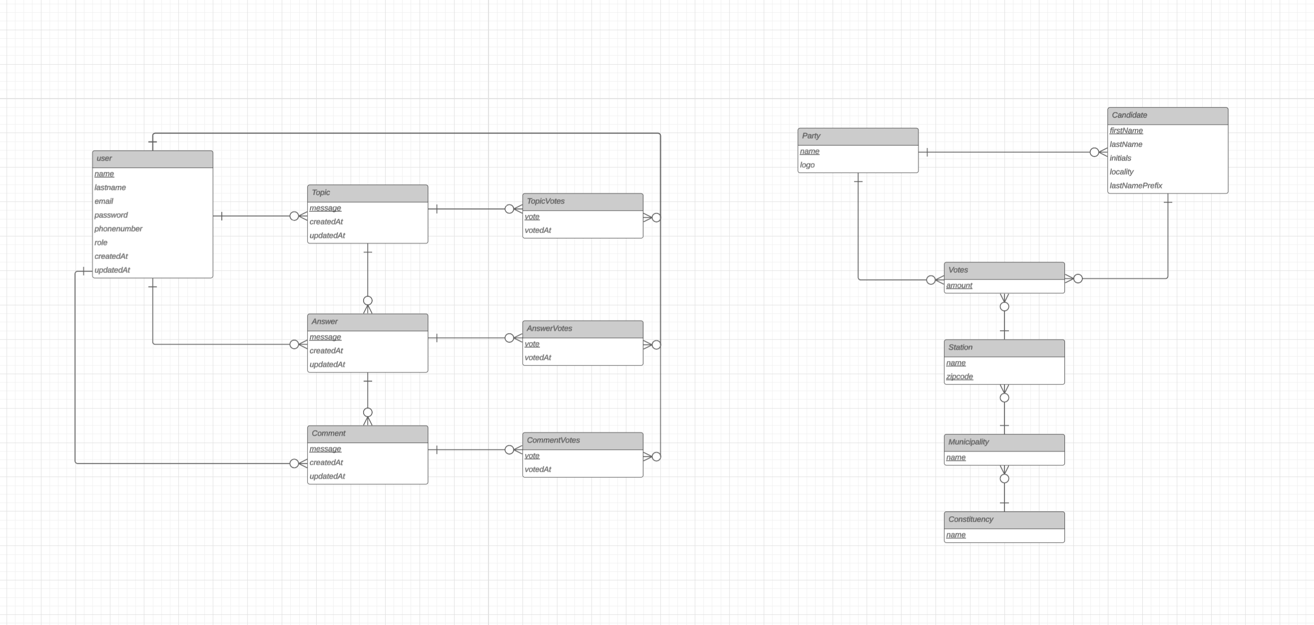 user
name
lastname
email
password
phonenumber
role
createdAt
updatedAt
Topic
message
createdAt
updatedAt
TopicVotes
vote
votedAt
Answer
message
createdAt
updatedAt
AnswerVotes
vote
votedAt
Comment
message
createdAt
updatedAt
CommentVotes
vote
votedAt
Party
name
logo
Candidate
firstName
lastName
initials
locality
lastNamePrefix
Votes
amount
Station
name
zipcode
Municipality
name
Constituency
name